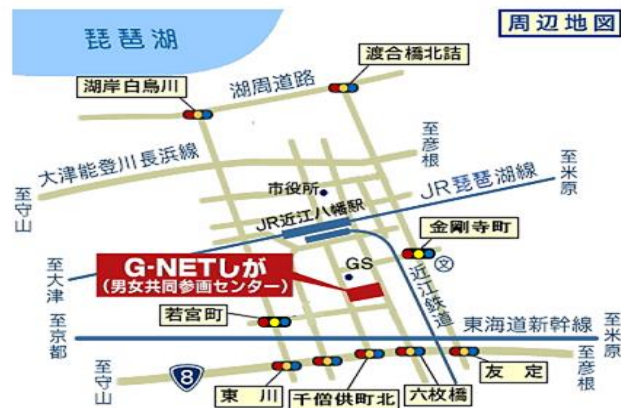 周辺地図
琵琶湖
渡合橋北詰
湖岸白鳥川
湖周道路
大津能登川長浜線
至彦根
至米原
至守山
市役所
JR琵琶湖線
JR近江八幡駅
金剛寺町
文
GS
G-NETしが
(男女共同参画センター)
至大津
近江鉄道
若宮町
至京都
東海道新幹線
至米原
至守山
8
東川
千僧供町北
六枚橋
友定
至彦根